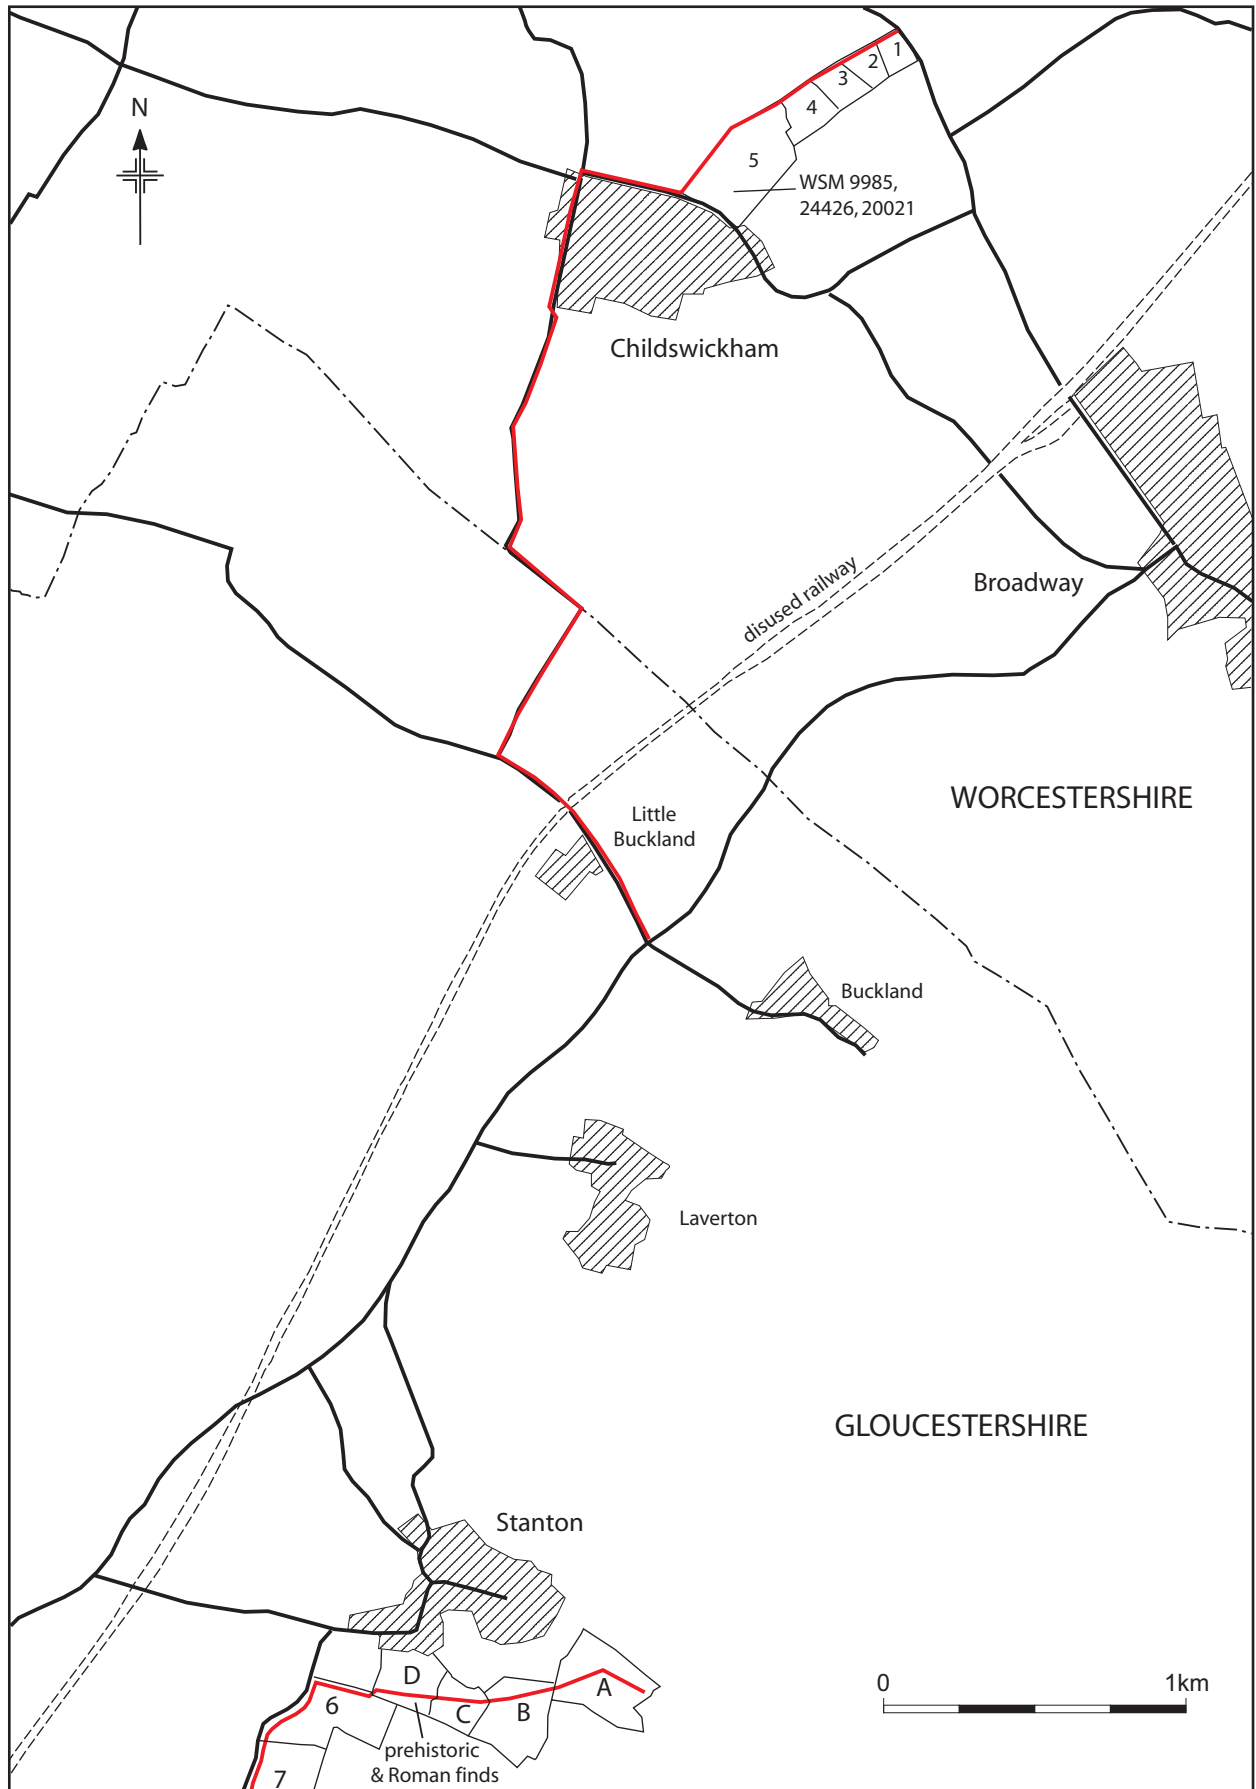 N
1
2
3
4
5
WSM 9985,
24426, 20021
Childswickham
disused railway
Broadway
WORCESTERSHIRE
Little
Buckland
Buckland
Laverton
GLOUCESTERSHIRE
Stanton
D
A
C
B
6
prehistoric
& Roman finds
7
0
1km